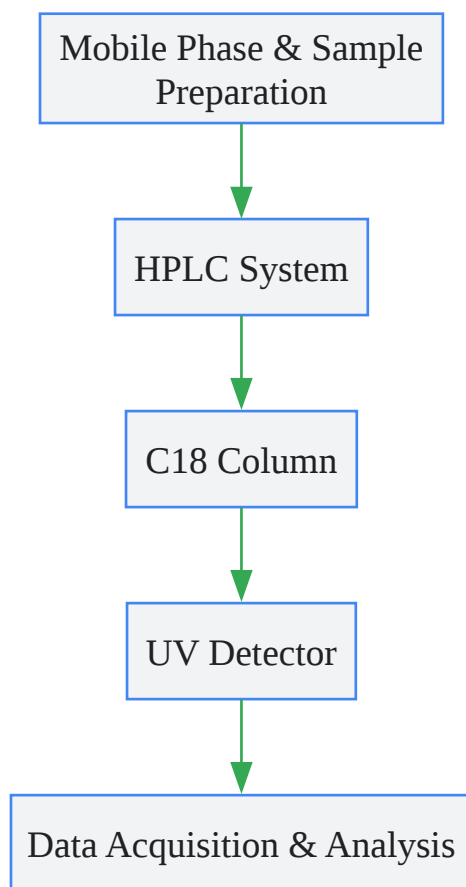 Mobile Phase & Sample
Preparation
HPLC System
C18 Column
UV Detector
Data Acquisition & Analysis